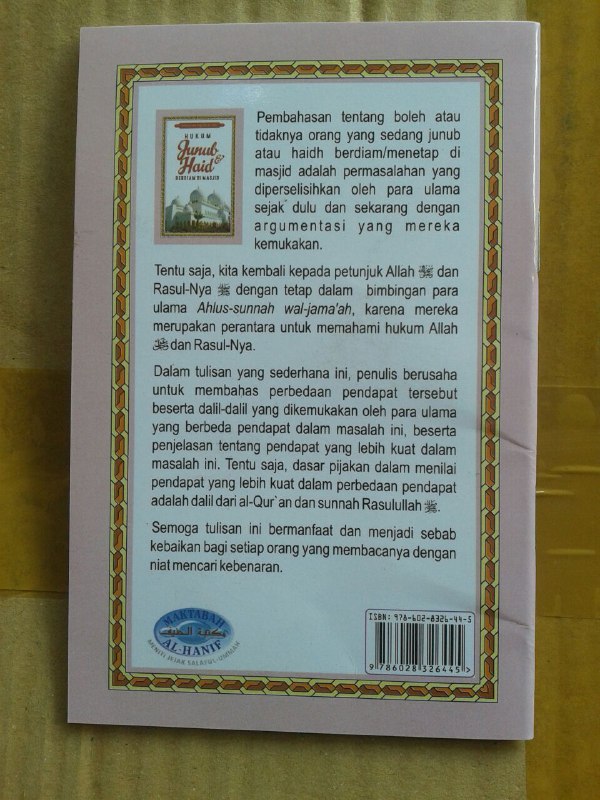 HUKUM
Junub
& Haid
BERDIAM DI MASJID
Pembahasan tentang boleh atau
tidaknya orang yang sedang junub
atau haidh berdiam/menetap di
masjid adalah permasalahan yang
diperselisihkan oleh para ulama
sejak dulu dan sekarang dengan
argumentasi yang mereka
kemukakan.
Tentu saja, kita kembali kepada petunjuk Allah ﷻ dan
Rasul-Nya ﷺ dengan tetap dalam bimbingan para
ulama Ahlus-sunnah wal-jama'ah, karena mereka
merupakan perantara untuk memahami hukum Allah
ﷻ dan Rasul-Nya.
Dalam tulisan yang sederhana ini, penulis berusaha
untuk membahas perbedaan pendapat tersebut
beserta dalil-dalil yang dikemukakan oleh para ulama
yang berbeda pendapat dalam masalah ini, beserta
penjelasan tentang pendapat yang lebih kuat dalam
masalah ini. Tentu saja, dasar pijakan dalam menilai
pendapat yang lebih kuat dalam perbedaan pendapat
adalah dalil dari al-Qur`an dan sunnah Rasulullah ﷺ.
Semoga tulisan ini bermanfaat dan menjadi sebab
kebaikan bagi setiap orang yang membacanya dengan
niat mencari kebenaran.
MAKTABAH
مكتبة الحنيف
AL-HANIF
MENITI JEJAK SALAFUL-UMMAH
ISBN: 978-602-8326-44-5
9 786028 326445 >